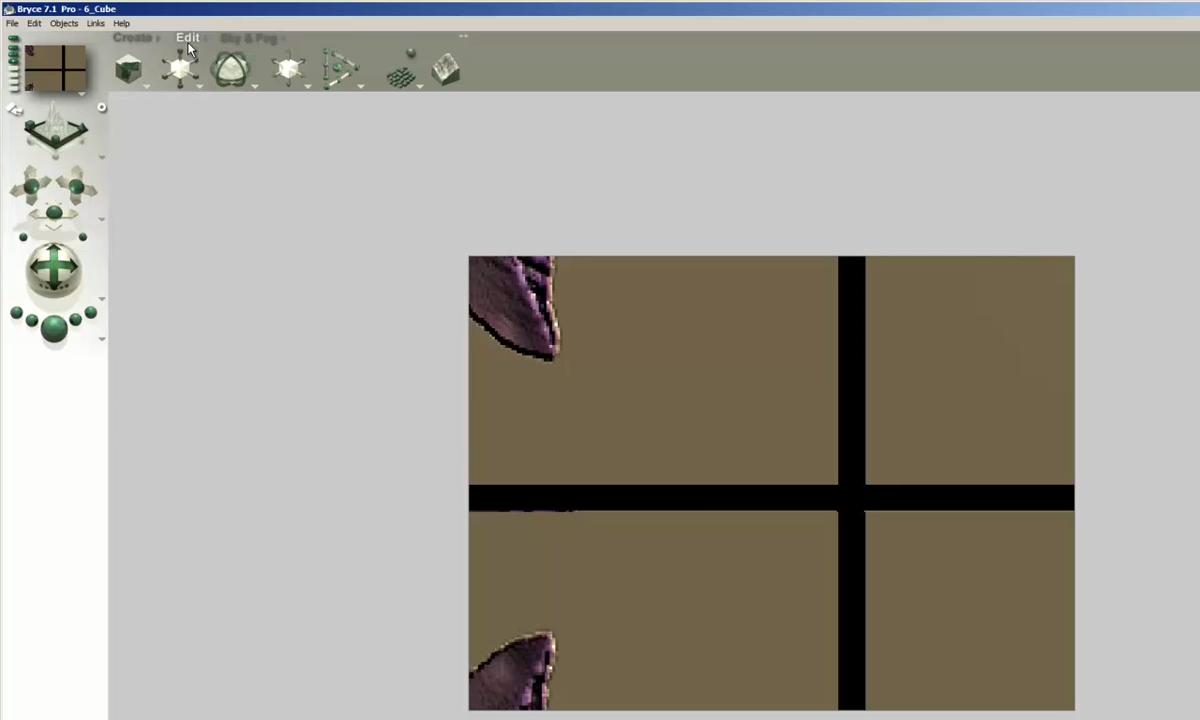 Bryce 7.1 Pro - 6_Cube
File Edit Objects Links Help
Create Edit Sky & Fog